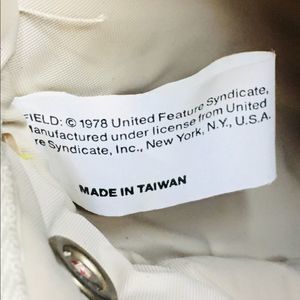 FIELD: © 1978 United Feature Syndicate,
Manufactured under license from United
re Syndicate, Inc., New York, N.Y., U.S.A.
MADE IN TAIWAN